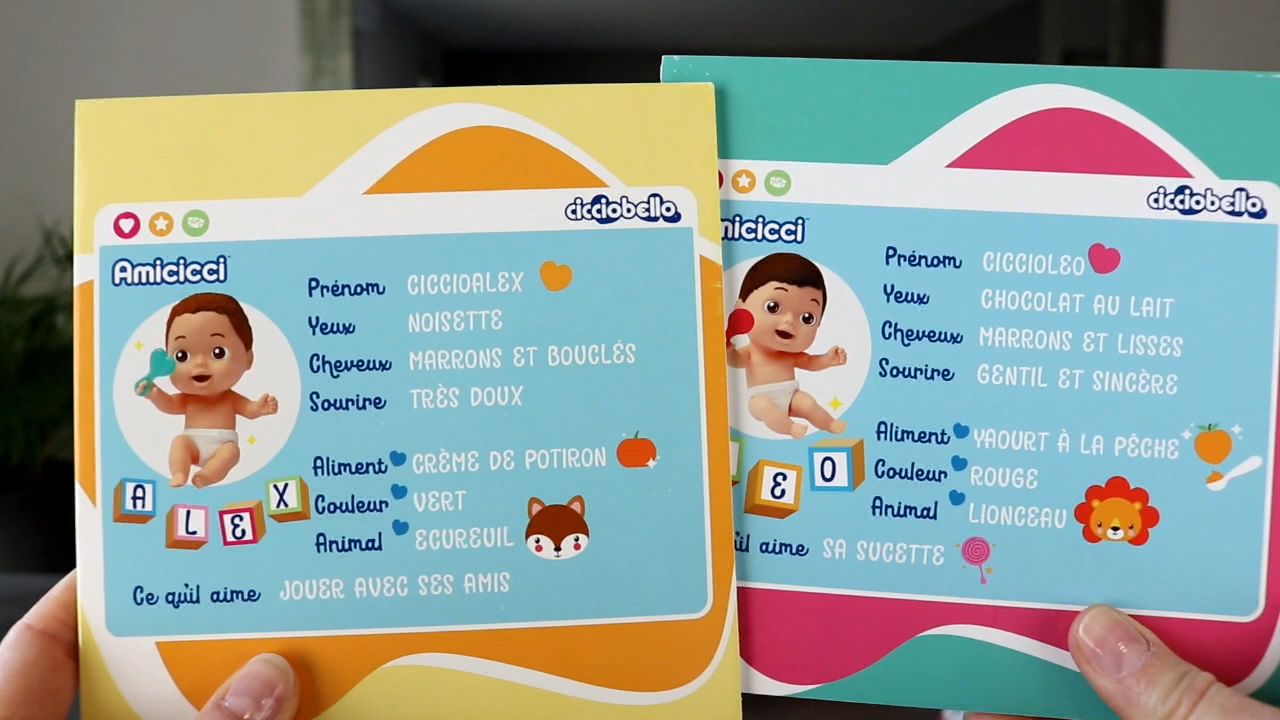 cicciobello
Amicicci
Prénom CICCIOALEX
Yeux NOISETTE
Cheveux MARRONS ET BOUCLÉS
Sourire TRÈS DOUX
Aliment CRÈME DE POTIRON
Couleur VERT
Animal ECUREUIL
A L E X
Ce qu'il aime JOUER AVEC SES AMIS
cicciobello
micicci
Prénom CICCIOLEO
Yeux CHOCOLAT AU LAIT
Cheveux MARRONS ET LISSES
Sourire GENTIL ET SINCÈRE
Aliment YAOURT À LA PÊCHE
Couleur ROUGE
Animal LIONCEAU
E O
'il aime SA SUCETTE